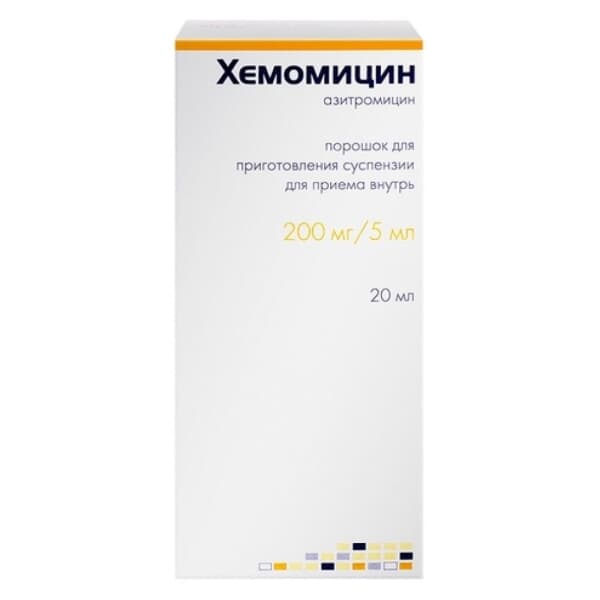 Хемомицин
азитромицин
порошок для
приготовления суспензии
для приема внутрь
200 мг/5 мл
20 мл